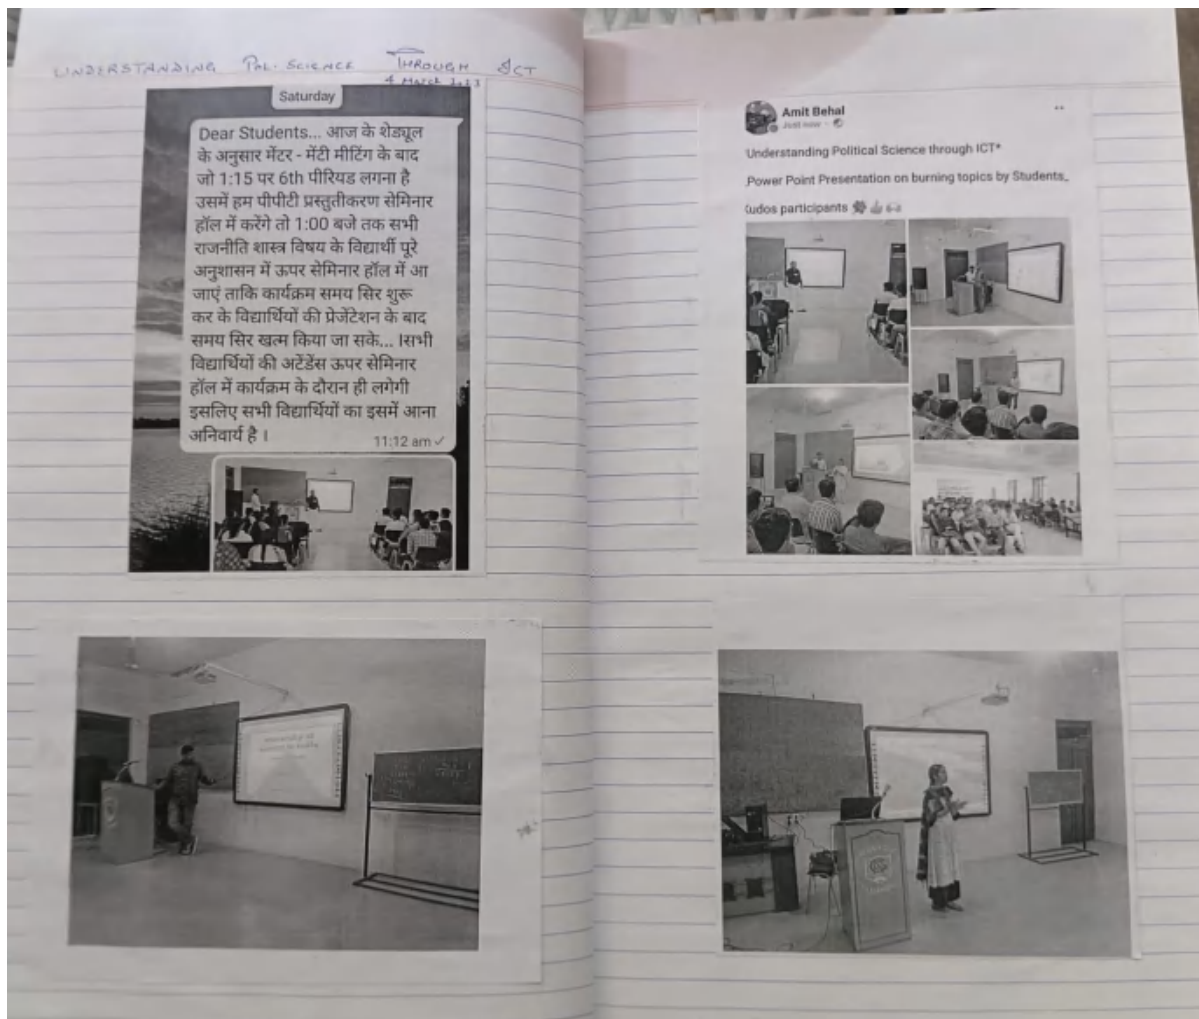 UNDERSTANDING POL. SCIENCE THROUGH ICT
4 MARCH 2023
Saturday
Dear Students... आज के शेड्यूल
के अनुसार मेंटर - मेंटी मीटिंग के बाद
जो 1:15 पर 6th पीरियड लगना है
उसमें हम पीपीटी प्रस्तुतीकरण सेमिनार
हॉल में करेंगे तो 1:00 बजे तक सभी
राजनीति शास्त्र विषय के विद्यार्थी पूरे
अनुशासन में ऊपर सेमिनार हॉल में आ
जाएं ताकि कार्यक्रम समय सिर शुरू
कर के विद्यार्थियों की प्रेजेंटेशन के बाद
समय सिर खत्म किया जा सके... ।सभी
विद्यार्थियों की अटेंडेंस ऊपर सेमिनार
हॉल में कार्यक्रम के दौरान ही लगेगी
इसलिए सभी विद्यार्थियों का इसमें आना
अनिवार्य है ।
11:12 am
Amit Behal
Just now
Understanding Political Science through ICT*
Power Point Presentation on burning topics by Students_
Kudos participants